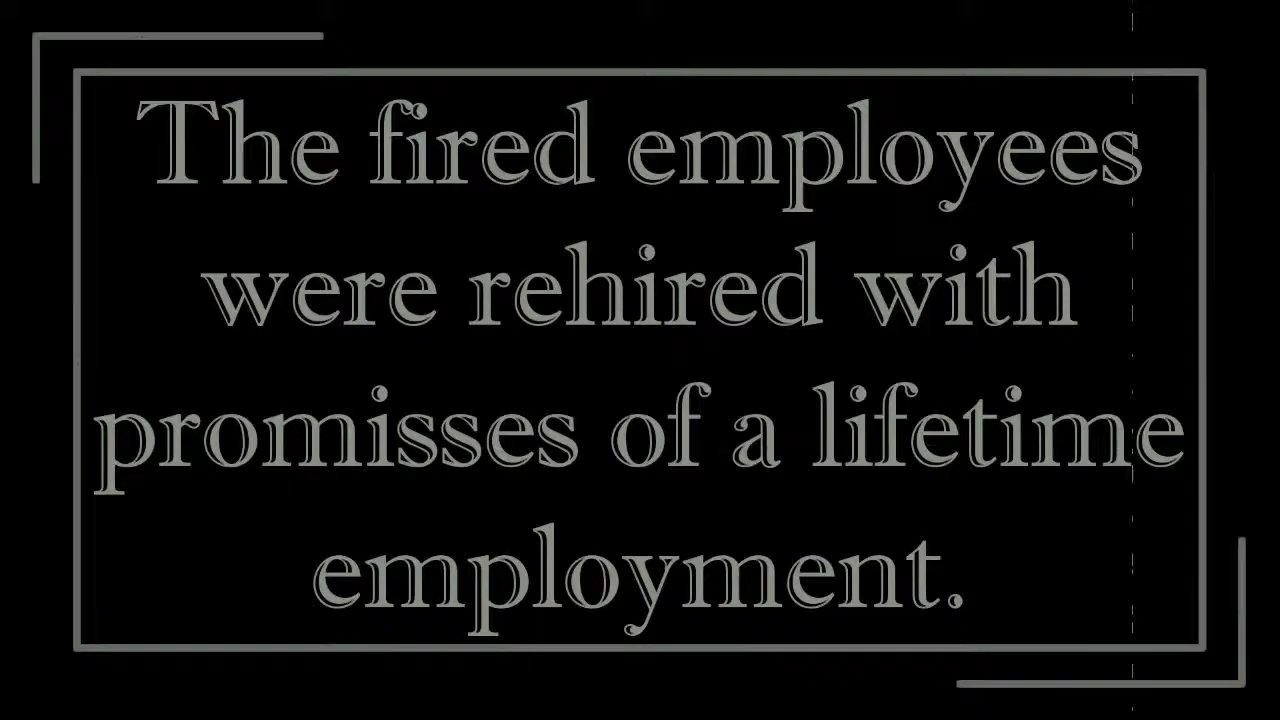 The fired employees
were rehired with
promisses of a lifetime
employment.